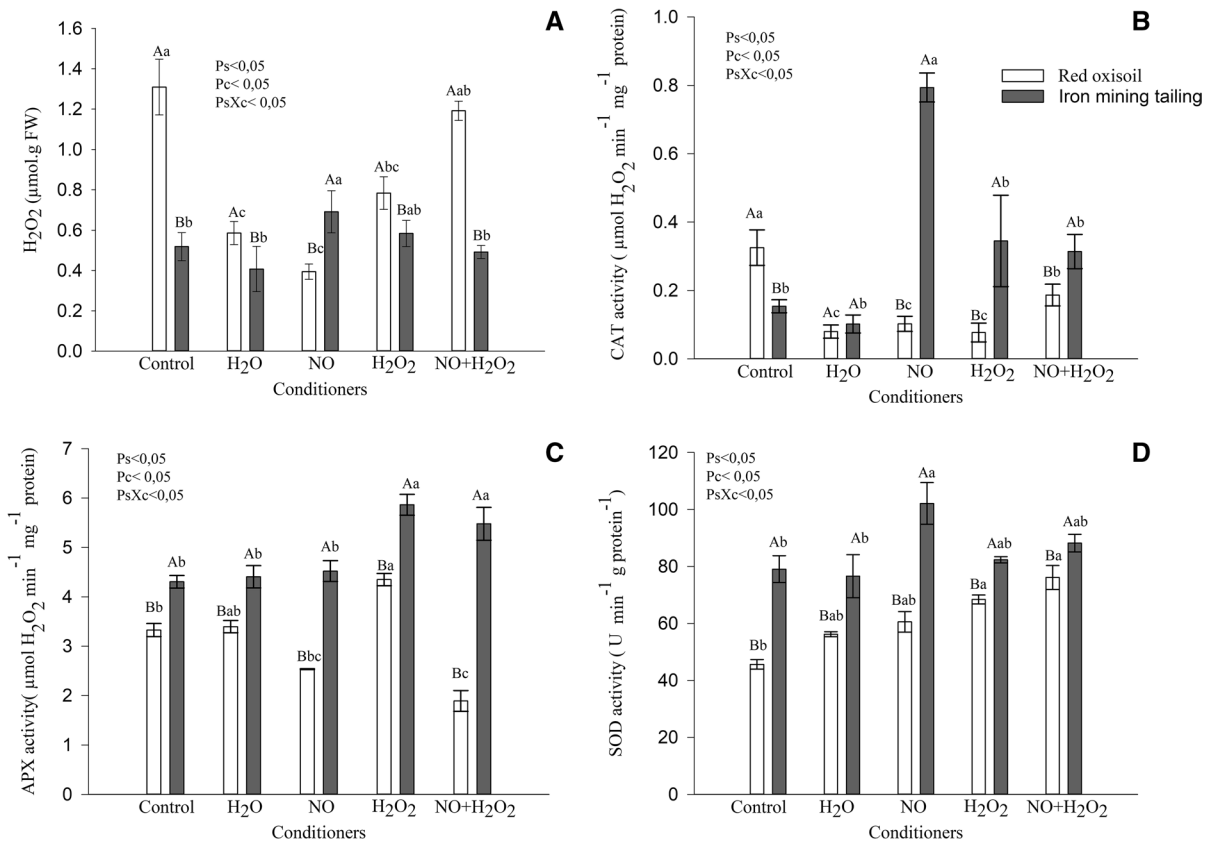 A
H2O2 (µmol.g FW)
1.6
1.4
1.2
1.0
0.8
0.6
0.4
0.2
0.0
Ps<0,05
Pc< 0,05
PsXc< 0,05
Aa
Bb
Ac
Bb
Bc
Aa
Abc
Bab
Aab
Bb
Control
H2O
NO
H2O2
NO+H2O2
Conditioners
B
CAT activity ( µmol H2O2 min-1 mg-1 protein)
1.0
0.8
0.6
0.4
0.2
0.0
Ps<0,05
Pc< 0,05
PsXc<0,05
Red oxisoil
Iron mining tailing
Aa
Bb
Ac
Ab
Bc
Aa
Bc
Ab
Bb
Ab
Control
H2O
NO
H2O2
NO+H2O2
Conditioners
C
APX activity( µmol H2O2 min-1 mg-1 protein)
7
6
5
4
3
2
1
0
Ps<0,05
Pc< 0,05
PsXc<0,05
Bb
Ab
Bab
Ab
Bbc
Ab
Ba
Aa
Bc
Aa
Control
H2O
NO
H2O2
NO+H2O2
Conditioners
D
SOD activity ( U min-1 g protein-1)
120
100
80
60
40
20
0
Ps<0,05
Pc< 0,05
PsXc<0,05
Bb
Ab
Bab
Ab
Bab
Aa
Ba
Aab
Ba
Aab
Control
H2O
NO
H2O2
NO+H2O2
Conditioners